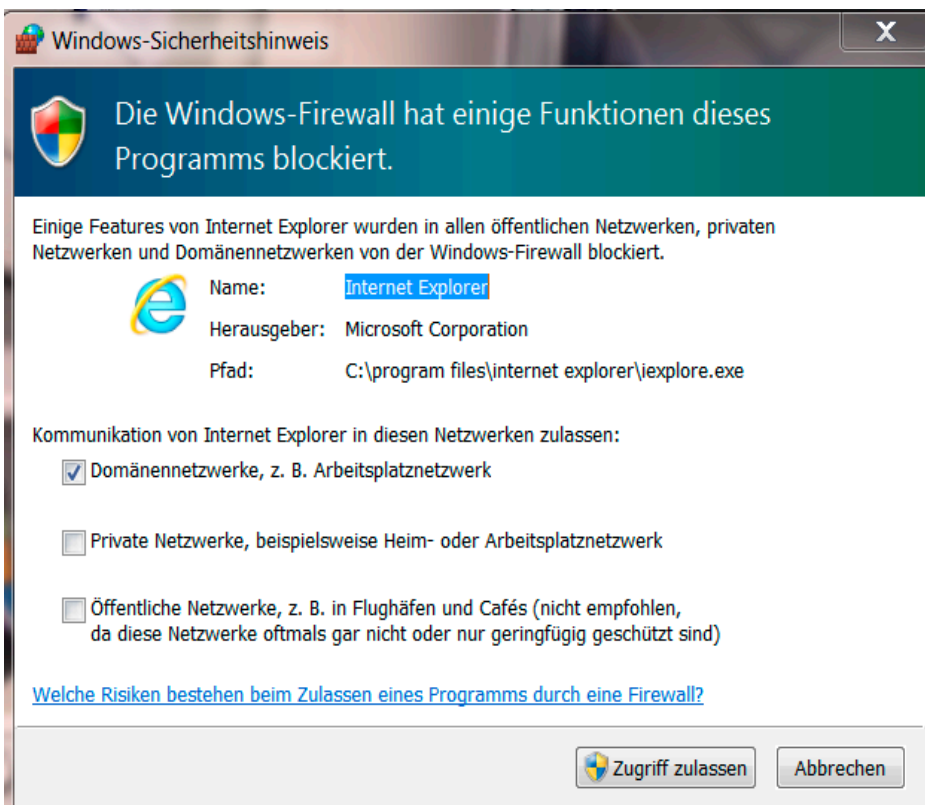 Windows-Sicherheitshinweis
X
Die Windows-Firewall hat einige Funktionen dieses
Programms blockiert.
Einige Features von Internet Explorer wurden in allen öffentlichen Netzwerken, privaten
Netzwerken und Domänennetzwerken von der Windows-Firewall blockiert.
Name: Internet Explorer
Herausgeber: Microsoft Corporation
Pfad: C:\program files\internet explorer\iexplore.exe
Kommunikation von Internet Explorer in diesen Netzwerken zulassen:
Domänennetzwerke, z. B. Arbeitsplatznetzwerk
Private Netzwerke, beispielsweise Heim- oder Arbeitsplatznetzwerk
Öffentliche Netzwerke, z. B. in Flughäfen und Cafés (nicht empfohlen,
da diese Netzwerke oftmals gar nicht oder nur geringfügig geschützt sind)
Welche Risiken bestehen beim Zulassen eines Programms durch eine Firewall?
Zugriff zulassen Abbrechen